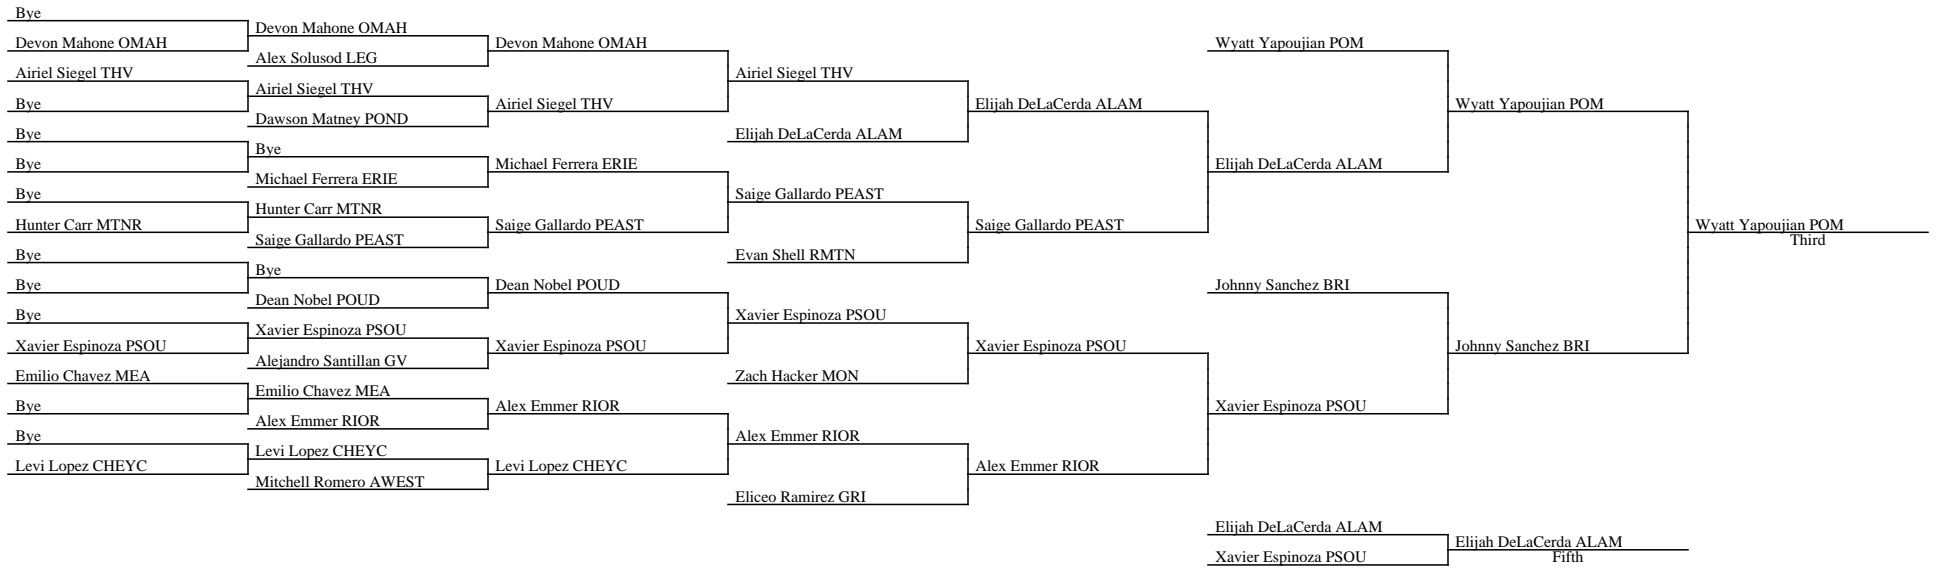 Bye
Devon Mahone OMAH
Airiel Siegel THV
Bye
Bye
Bye
Bye
Hunter Carr MTNR
Bye
Bye
Bye
Xavier Espinoza PSOU
Emilio Chavez MEA
Bye
Bye
Levi Lopez CHEYC
Devon Mahone OMAH
Alex Solusod LEG
Airiel Siegel THV
Dawson Matney POND
Bye
Michael Ferrera ERIE
Hunter Carr MTNR
Saige Gallardo PEAST
Bye
Dean Nobel POUD
Xavier Espinoza PSOU
Alejandro Santillan GV
Emilio Chavez MEA
Alex Emmer RIOR
Levi Lopez CHEYC
Mitchell Romero AWEST
Devon Mahone OMAH
Airiel Siegel THV
Michael Ferrera ERIE
Saige Gallardo PEAST
Dean Nobel POUD
Xavier Espinoza PSOU
Alex Emmer RIOR
Levi Lopez CHEYC
Airiel Siegel THV
Elijah DeLaCerda ALAM
Saige Gallardo PEAST
Evan Shell RMTN
Xavier Espinoza PSOU
Zach Hacker MON
Alex Emmer RIOR
Eliceo Ramirez GRI
Elijah DeLaCerda ALAM
Saige Gallardo PEAST
Xavier Espinoza PSOU
Alex Emmer RIOR
Wyatt Yapoujian POM
Elijah DeLaCerda ALAM
Johnny Sanchez BRI
Xavier Espinoza PSOU
Wyatt Yapoujian POM
Johnny Sanchez BRI
Wyatt Yapoujian POM
Third
Elijah DeLaCerda ALAM
Xavier Espinoza PSOU
Elijah DeLaCerda ALAM
Fifth